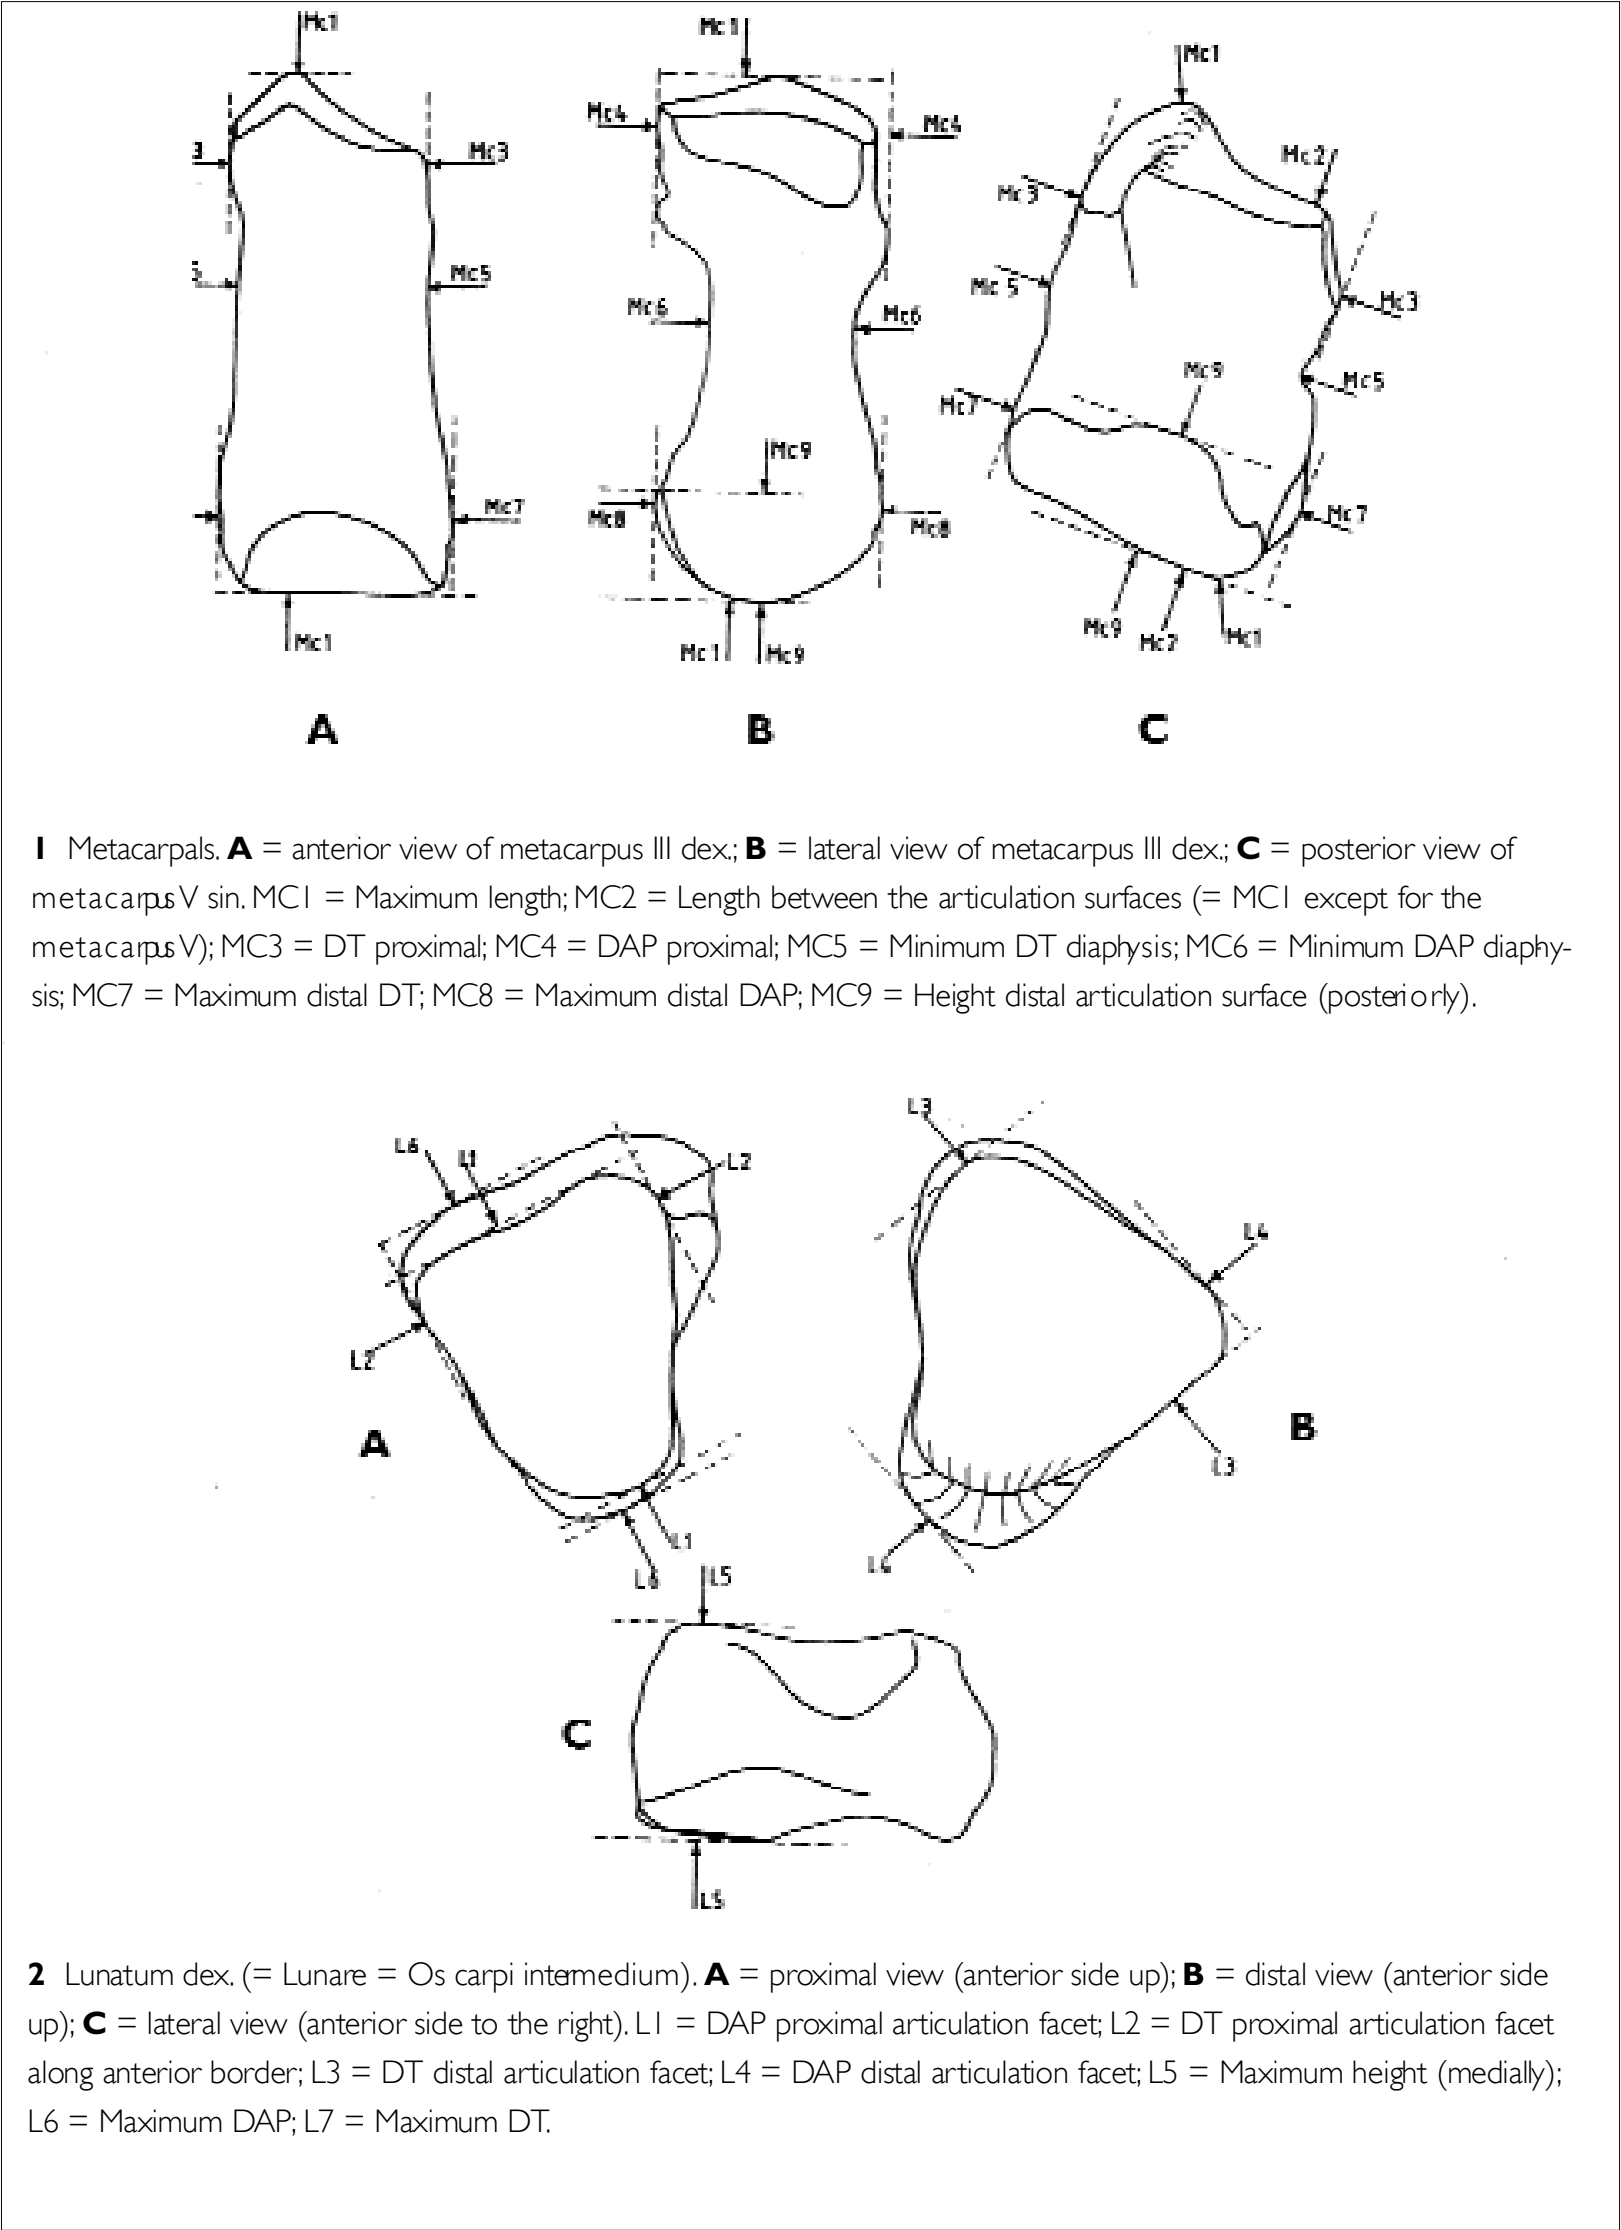 Mc1
Mc1
Mc1
Mc4
Mc4
3
Mc3
Mc2
Mc3
Mc5
Mc5
Mc3
Mc6
Mc6
Mc9
Mc5
Mc7
Mc9
Mc7
Mc8
Mc8
Mc7
Mc1
Mc1
Mc9
Mc9
Mc2
Mc1
A
B
C
1 Metacarpals. A = anterior view of metacarpus III dex.; B = lateral view of metacarpus III dex.; C = posterior view of
metacarpus V sin. MC1 = Maximum length; MC2 = Length between the articulation surfaces (= MC1 except for the
metacarpus V); MC3 = DT proximal; MC4 = DAP proximal; MC5 = Minimum DT diaphysis; MC6 = Minimum DAP diaphy-
sis; MC7 = Maximum distal DT; MC8 = Maximum distal DAP; MC9 = Height distal articulation surface (posteriorly).
L3
L6
L1
L2
L4
L2
A
B
L3
L1
L6
L4
L5
C
L5
2 Lunatum dex. (= Lunare = Os carpi intermedium). A = proximal view (anterior side up); B = distal view (anterior side
up); C = lateral view (anterior side to the right). L1 = DAP proximal articulation facet; L2 = DT proximal articulation facet
along anterior border; L3 = DT distal articulation facet; L4 = DAP distal articulation facet; L5 = Maximum height (medially);
L6 = Maximum DAP; L7 = Maximum DT.